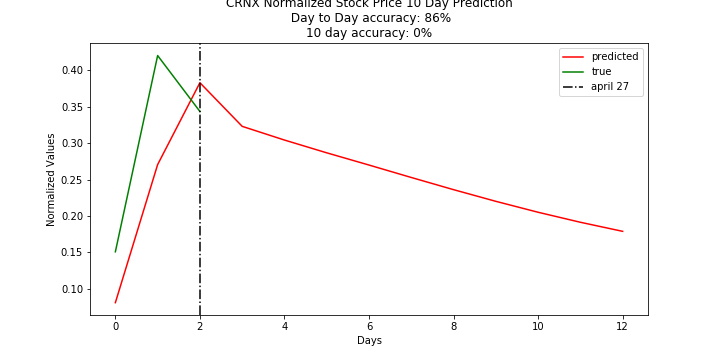 CRNX Normalized Stock Price 10 Day Prediction
Day to Day accuracy: 86%
10 day accuracy: 0%
predicted
true
april 27
0.40
0.35
0.30
0.25
0.20
0.15
0.10
Normalized Values
0 2 4 6 8 10 12
Days